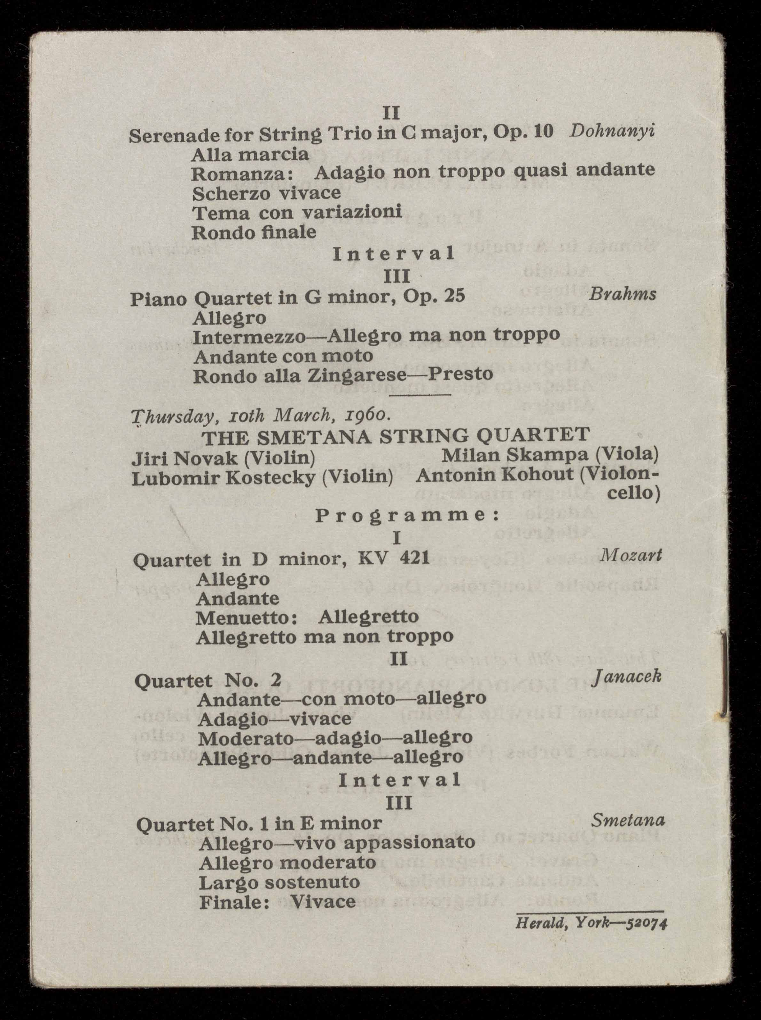 II
Serenade for String Trio in C major, Op. 10 Dohnanyi
Alla marcia
Romanza: Adagio non troppo quasi andante
Scherzo vivace
Tema con variazioni
Rondo finale
Interval
III
Piano Quartet in G minor, Op. 25 Brahms
Allegro
Intermezzo—Allegro ma non troppo
Andante con moto
Rondo alla Zingarese—Presto
Thursday, 10th March, 1960.
THE SMETANA STRING QUARTET
Jiri Novak (Violin) Milan Skampa (Viola)
Lubomir Kostecky (Violin) Antonin Kohout (Violon-
cello)
Programme:
I
Quartet in D minor, KV 421 Mozart
Allegro
Andante
Menuetto: Allegretto
Allegretto ma non troppo
II
Quartet No. 2 Janacek
Andante—con moto—allegro
Adagio—vivace
Moderato—adagio—allegro
Allegro—andante—allegro
Interval
III
Quartet No. 1 in E minor Smetana
Allegro—vivo appassionato
Allegro moderato
Largo sostenuto
Finale: Vivace
Herald, York—52074